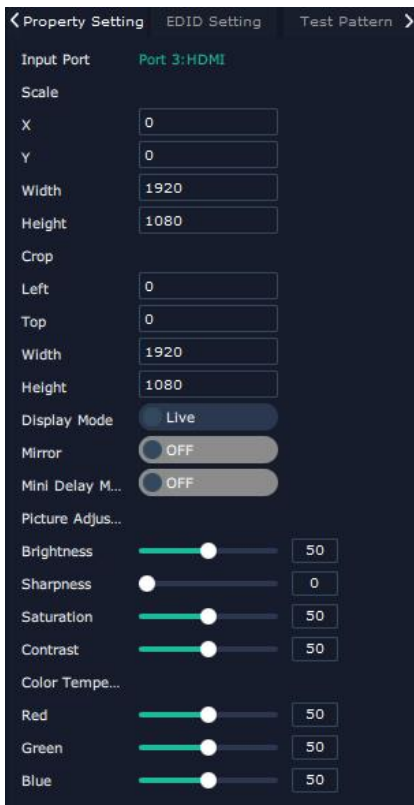 Property Setting EDID Setting Test Pattern
Input Port Port 3:HDMI
Scale
X 0
Y 0
Width 1920
Height 1080
Crop
Left 0
Top 0
Width 1920
Height 1080
Display Mode Live
Mirror OFF
Mini Delay M... OFF
Picture Adjus...
Brightness 50
Sharpness 0
Saturation 50
Contrast 50
Color Tempe...
Red 50
Green 50
Blue 50